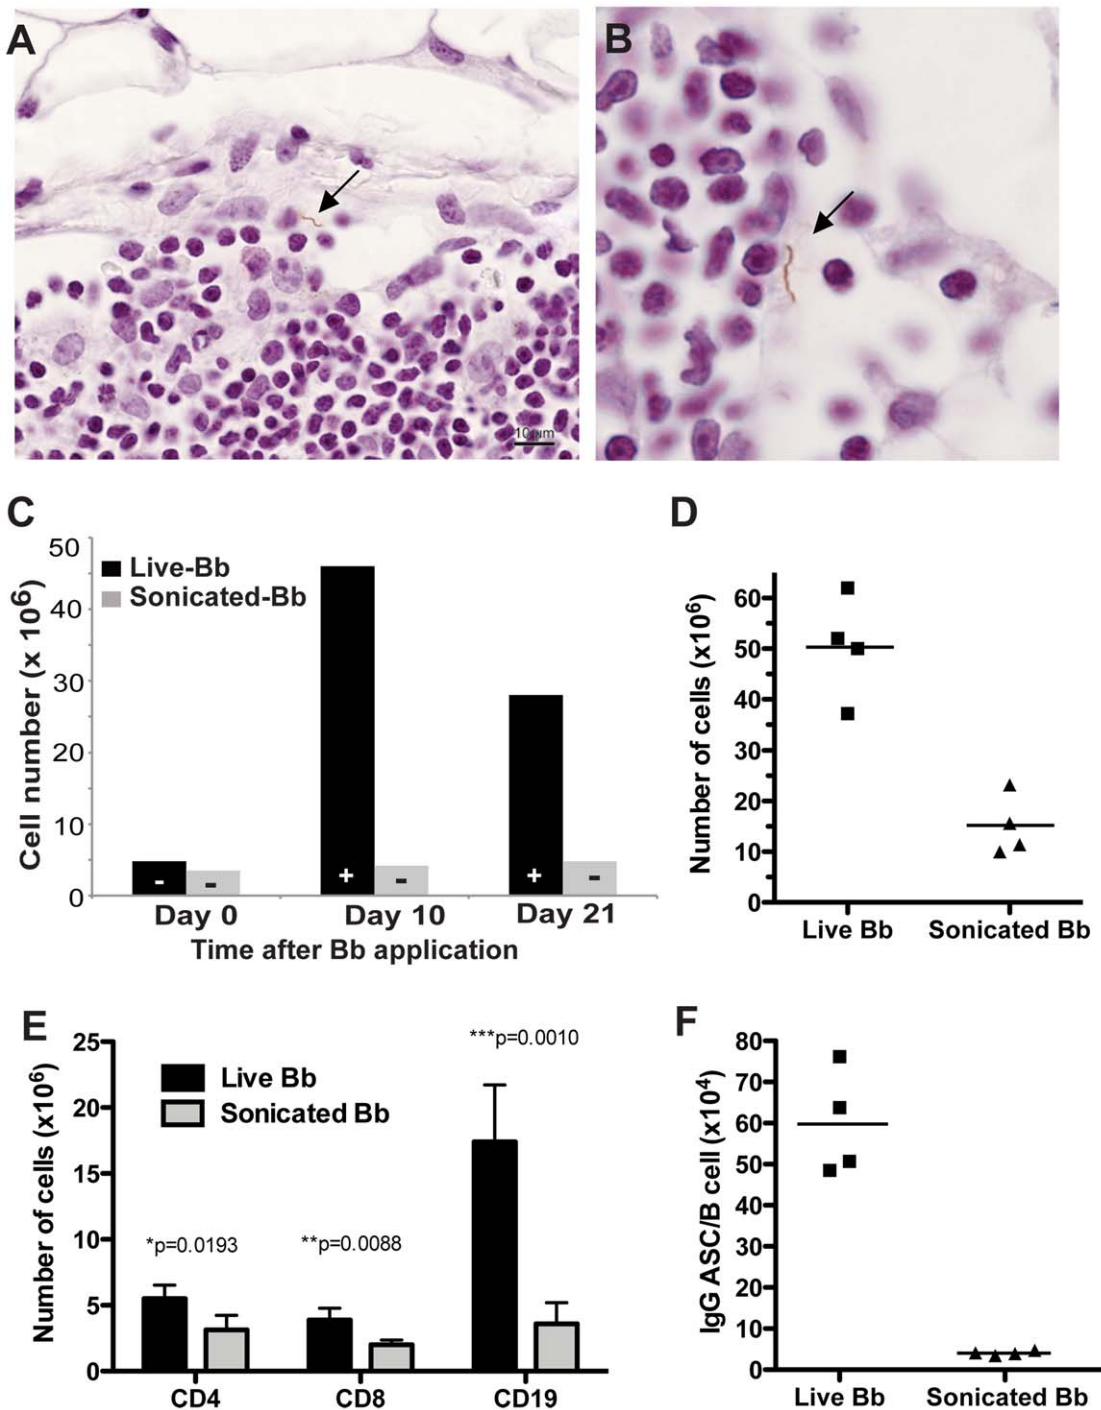 A
B
10 µm
C
Cell number (x 10⁶)
50
40
30
20
10
0
Live-Bb
Sonicated-Bb
- - + - + -
Day 0 Day 10 Day 21
Time after Bb application
D
Number of cells (x10⁶)
60
50
40
30
20
10
0
Live Bb Sonicated Bb
E
Number of cells (x10⁶)
25
20
15
10
5
0
Live Bb
Sonicated Bb
*p=0.0193
**p=0.0088
***p=0.0010
CD4 CD8 CD19
F
IgG ASC/B cell (x10⁴)
80
70
60
50
40
30
20
10
0
Live Bb Sonicated Bb